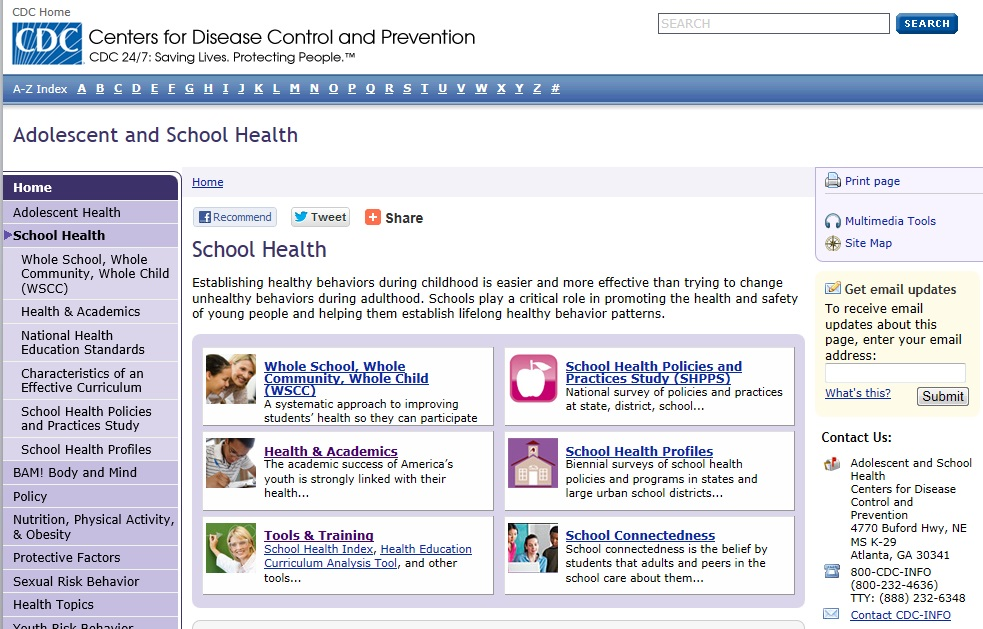 CDC Home
CDC
Centers for Disease Control and Prevention
CDC 24/7: Saving Lives. Protecting People.™
SEARCH
SEARCH
A-Z Index A B C D E F G H I J K L M N O P Q R S T U V W X Y Z #
Adolescent and School Health
Home
Adolescent Health
School Health
Whole School, Whole
Community, Whole Child
(WSCC)
Health & Academics
National Health
Education Standards
Characteristics of an
Effective Curriculum
School Health Policies
and Practices Study
School Health Profiles
BAM! Body and Mind
Policy
Nutrition, Physical Activity,
& Obesity
Protective Factors
Sexual Risk Behavior
Health Topics
Youth Risk Behavior
Home
Recommend
Tweet
Share
School Health
Establishing healthy behaviors during childhood is easier and more effective than trying to change
unhealthy behaviors during adulthood. Schools play a critical role in promoting the health and safety
of young people and helping them establish lifelong healthy behavior patterns.
Whole School, Whole
Community, Whole Child
(WSCC)
A systematic approach to improving
students' health so they can participate
School Health Policies and
Practices Study (SHPPS)
National survey of policies and practices
at state, district, school...
Health & Academics
The academic success of America's
youth is strongly linked with their
health...
School Health Profiles
Biennial surveys of school health
policies and programs in states and
large urban school districts...
Tools & Training
School Health Index, Health Education
Curriculum Analysis Tool, and other
tools...
School Connectedness
School connectedness is the belief by
students that adults and peers in the
school care about them...
Print page
Multimedia Tools
Site Map
Get email updates
To receive email
updates about this
page, enter your email
address:
What's this?
Submit
Contact Us:
Adolescent and School
Health
Centers for Disease
Control and
Prevention
4770 Buford Hwy, NE
MS K-29
Atlanta, GA 30341
800-CDC-INFO
(800-232-4636)
TTY: (888) 232-6348
Contact CDC-INFO